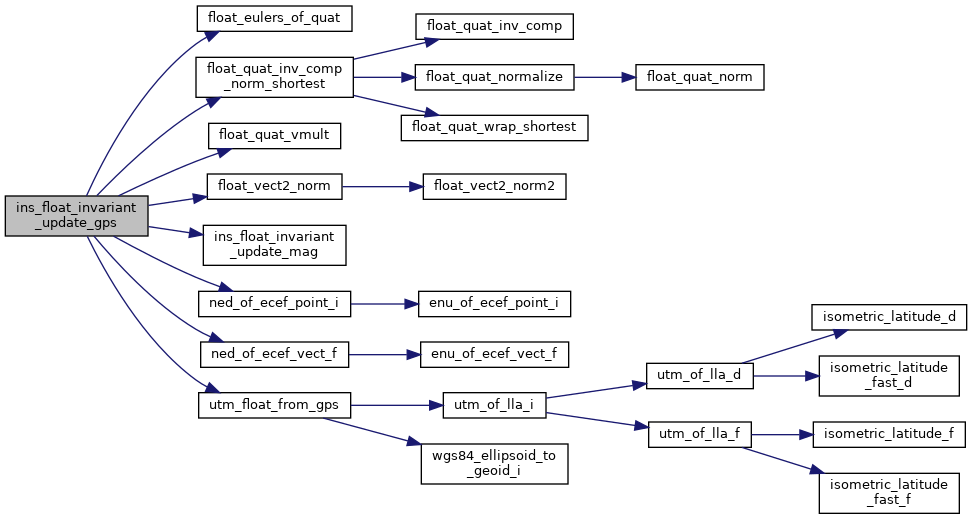 ins_float_invariant
_update_gps
float_eulers_of_quat
float_quat_inv_comp
_norm_shortest
float_quat_inv_comp
float_quat_normalize
float_quat_norm
float_quat_wrap_shortest
float_quat_vmult
float_vect2_norm
float_vect2_norm2
ins_float_invariant
_update_mag
ned_of_ecef_point_i
enu_of_ecef_point_i
ned_of_ecef_vect_f
enu_of_ecef_vect_f
utm_float_from_gps
utm_of_lla_i
utm_of_lla_d
isometric_latitude_d
isometric_latitude
_fast_d
utm_of_lla_f
isometric_latitude_f
isometric_latitude
_fast_f
wgs84_ellipsoid_to
_geoid_i